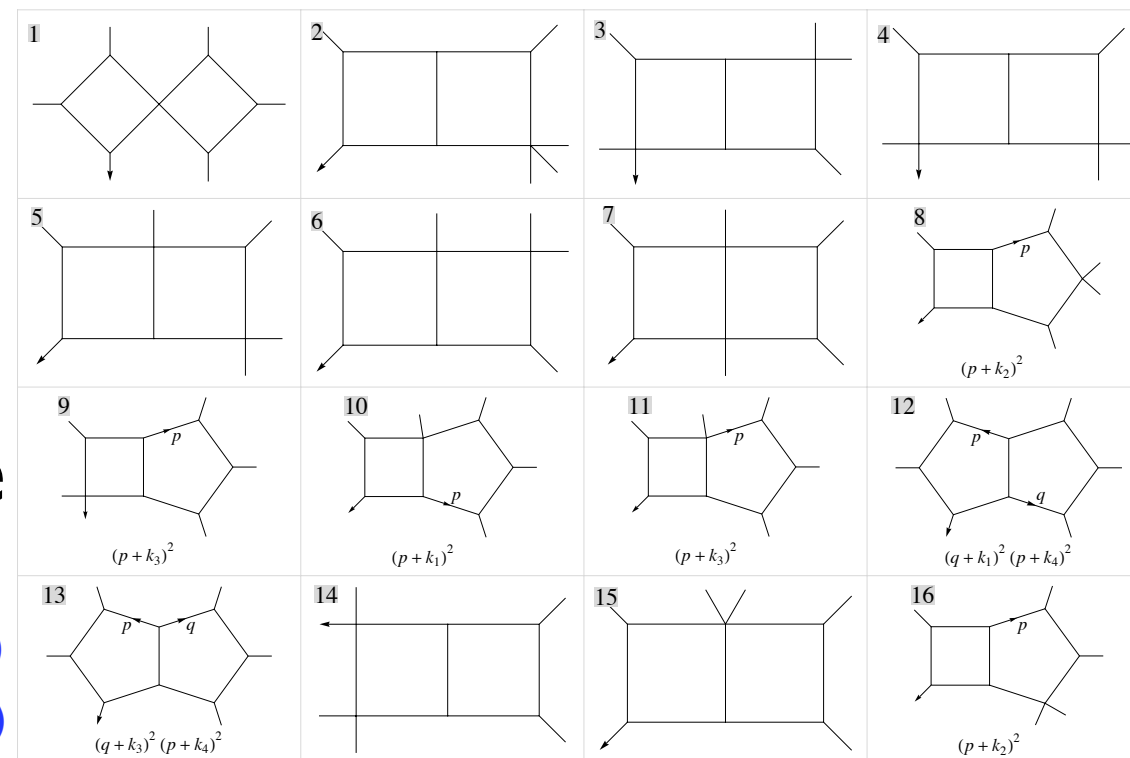 1 2 3 4
5 6 7 8
p
(p + k₂)²
9 10 11 12
p p p p q
(p + k₃)² (p + k₁)² (p + k₃)² (q + k₁)² (p + k₄)²
13 14 15 16
p q p
(q + k₃)² (p + k₄)² (p + k₂)²